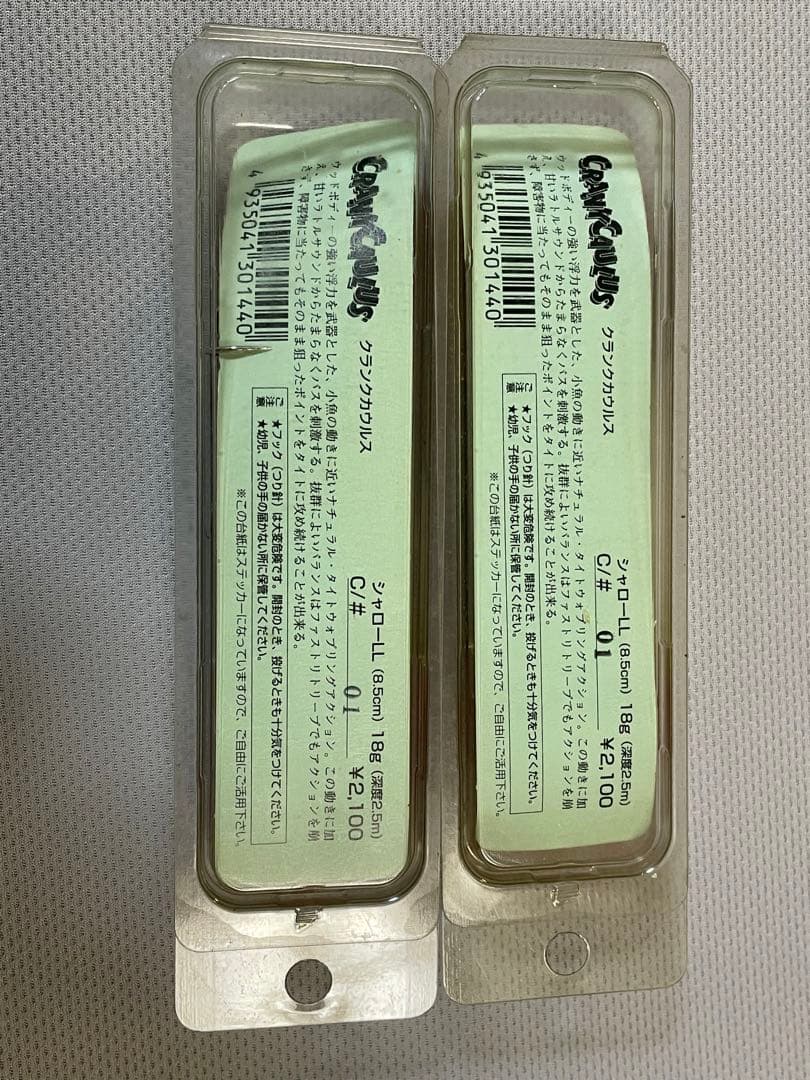 CRANKCAULUS クランクカウルス
シャローLL (8.5cm) 18g (深度2.5m)
C/# 01 ¥2,100
ウッドボディーの強い浮力を武器とした、小魚の動きに近いナチュラル・タイトウォブリングアクション。この動きに加
え、甘いラトルサウンドからたまらなくバスを刺激する。抜群によいバランスはファストリトリーブでもアクションを崩
さず、障害物に当たってもそのまま狙ったポイントをタイトに攻め続けることが出来る。
4 935041 301440
ご注意
★フック(つり針)は大変危険です。開封のとき、投げるときも十分気をつけてください。
★幼児、子供の手の届かない所に保管してください。
※この台紙はステッカーになっていますので、ご自由にご活用下さい。
CRANKCAULUS クランクカウルス
シャローLL (8.5cm) 18g (深度2.5m)
C/# 01 ¥2,100
ウッドボディーの強い浮力を武器とした、小魚の動きに近いナチュラル・タイトウォブリングアクション。この動きに加
え、甘いラトルサウンドからたまらなくバスを刺激する。抜群によいバランスはファストリトリーブでもアクションを崩
さず、障害物に当たってもそのまま狙ったポイントをタイトに攻め続けることが出来る。
4 935041 301440
ご注意
★フック(つり針)は大変危険です。開封のとき、投げるときも十分気をつけてください。
★幼児、子供の手の届かない所に保管してください。
※この台紙はステッカーになっていますので、ご自由にご活用下さい。